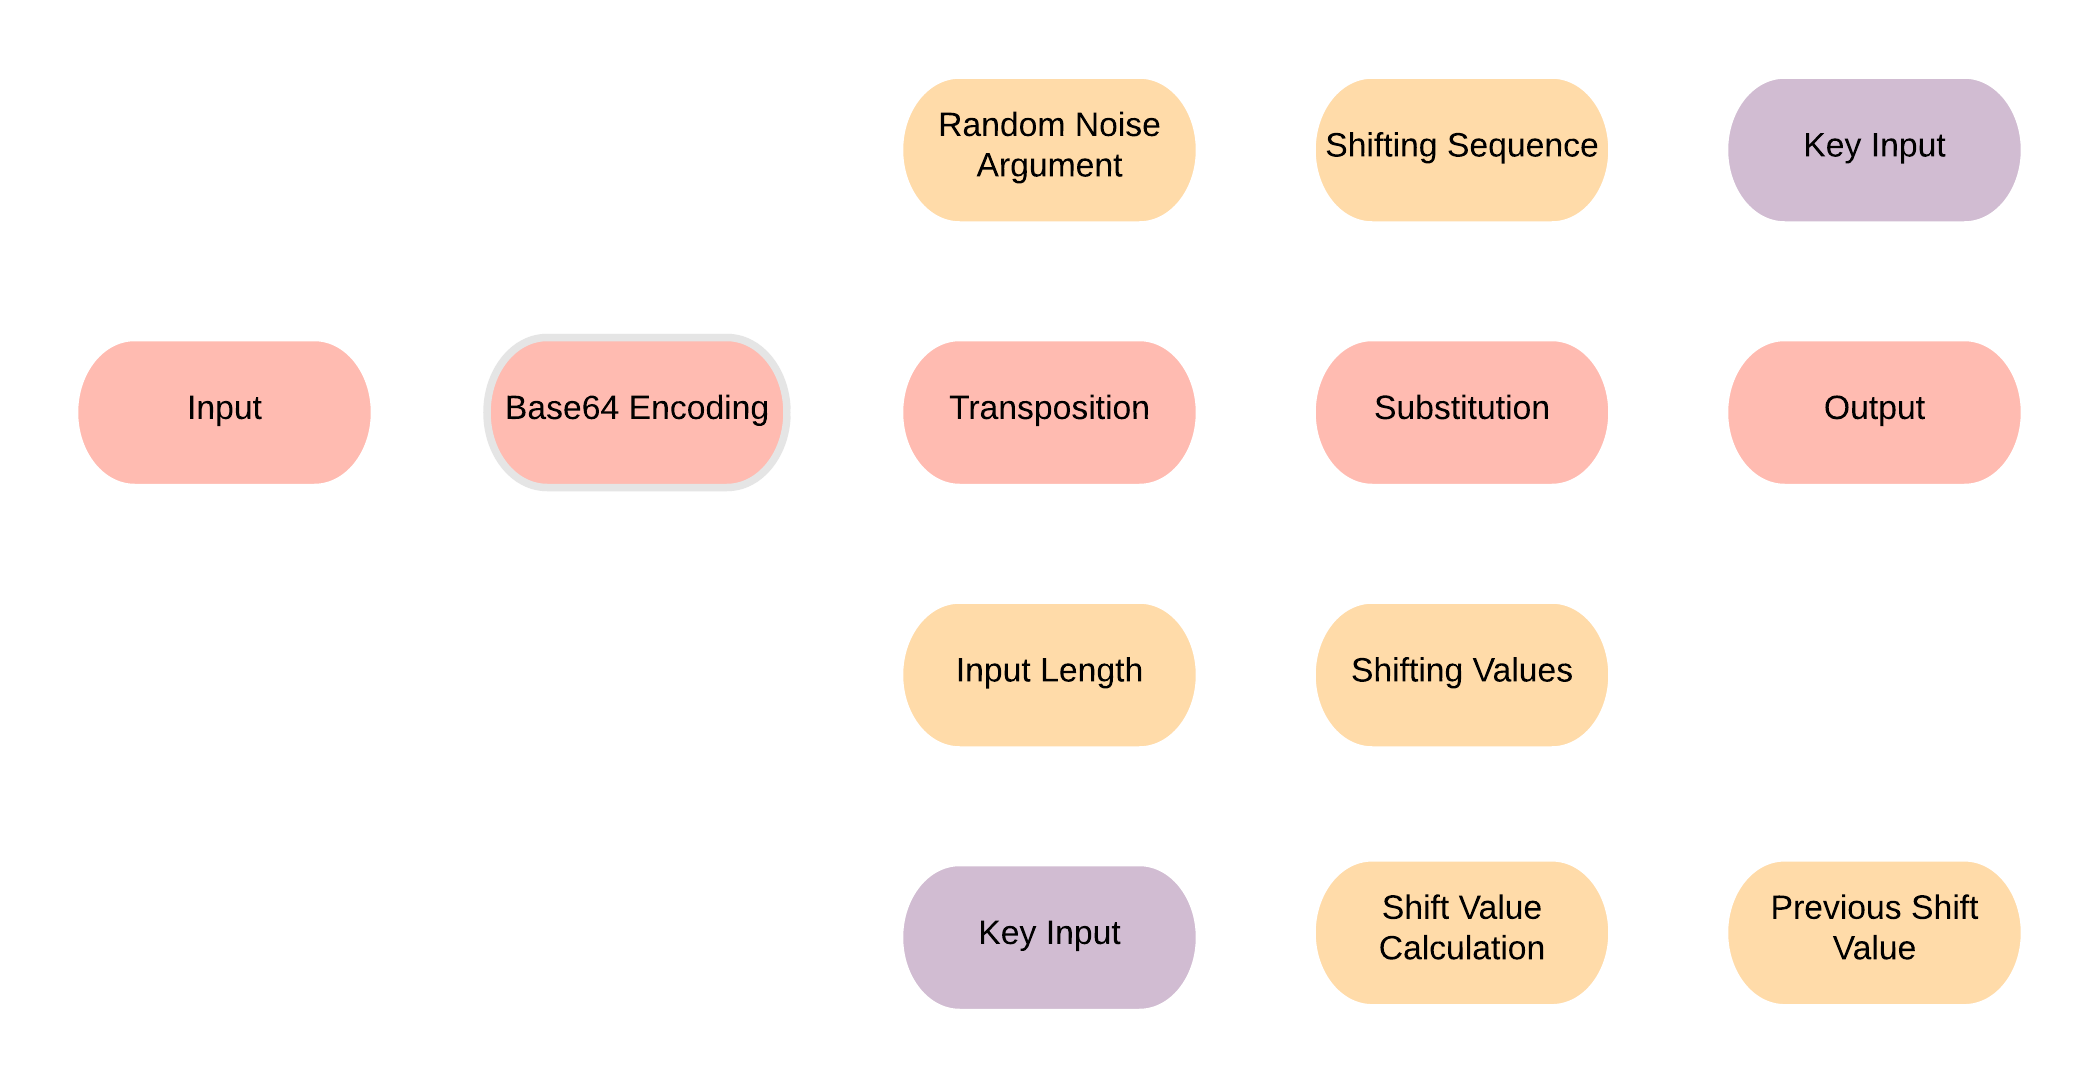 Random Noise
Argument
Shifting Sequence
Key Input
Input
Base64 Encoding
Transposition
Substitution
Output
Input Length
Shifting Values
Key Input
Shift Value
Calculation
Previous Shift
Value